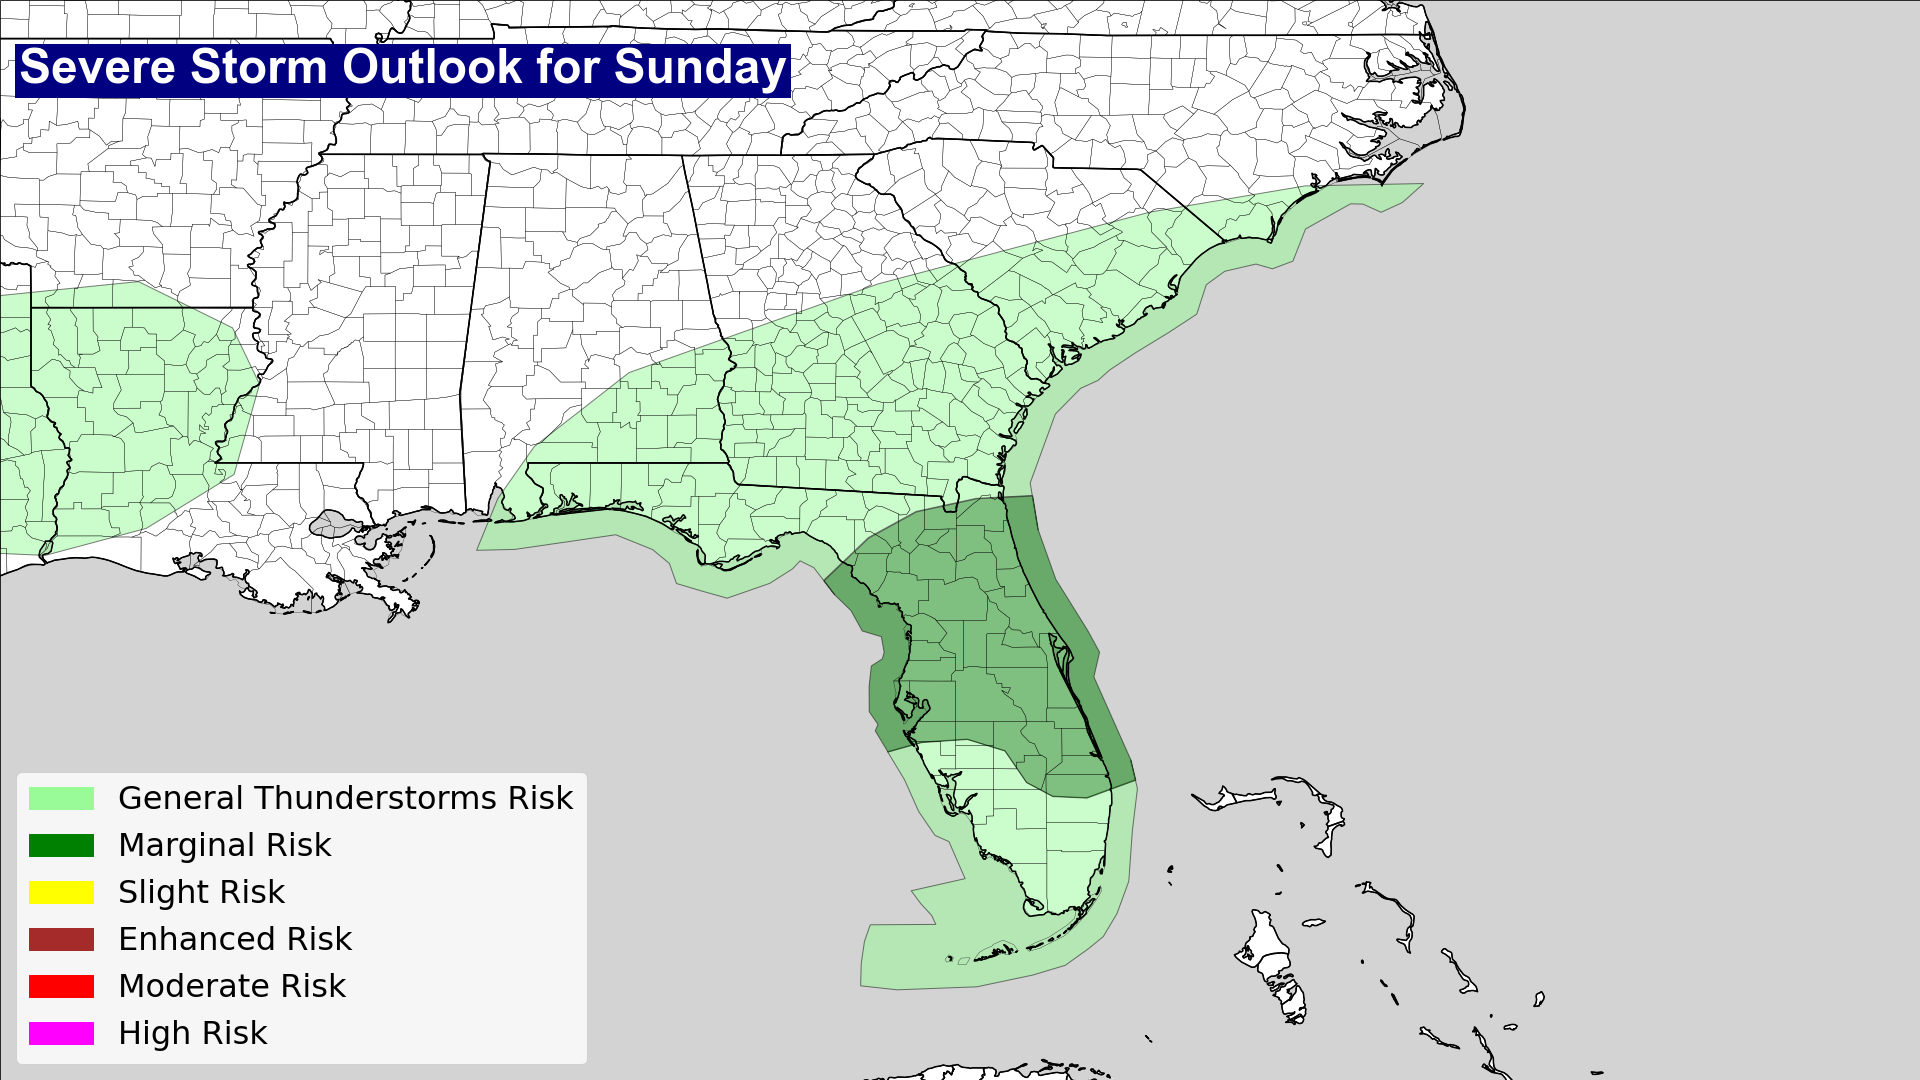 Severe Storm Outlook for Sunday
General Thunderstorms Risk
Marginal Risk
Slight Risk
Enhanced Risk
Moderate Risk
High Risk